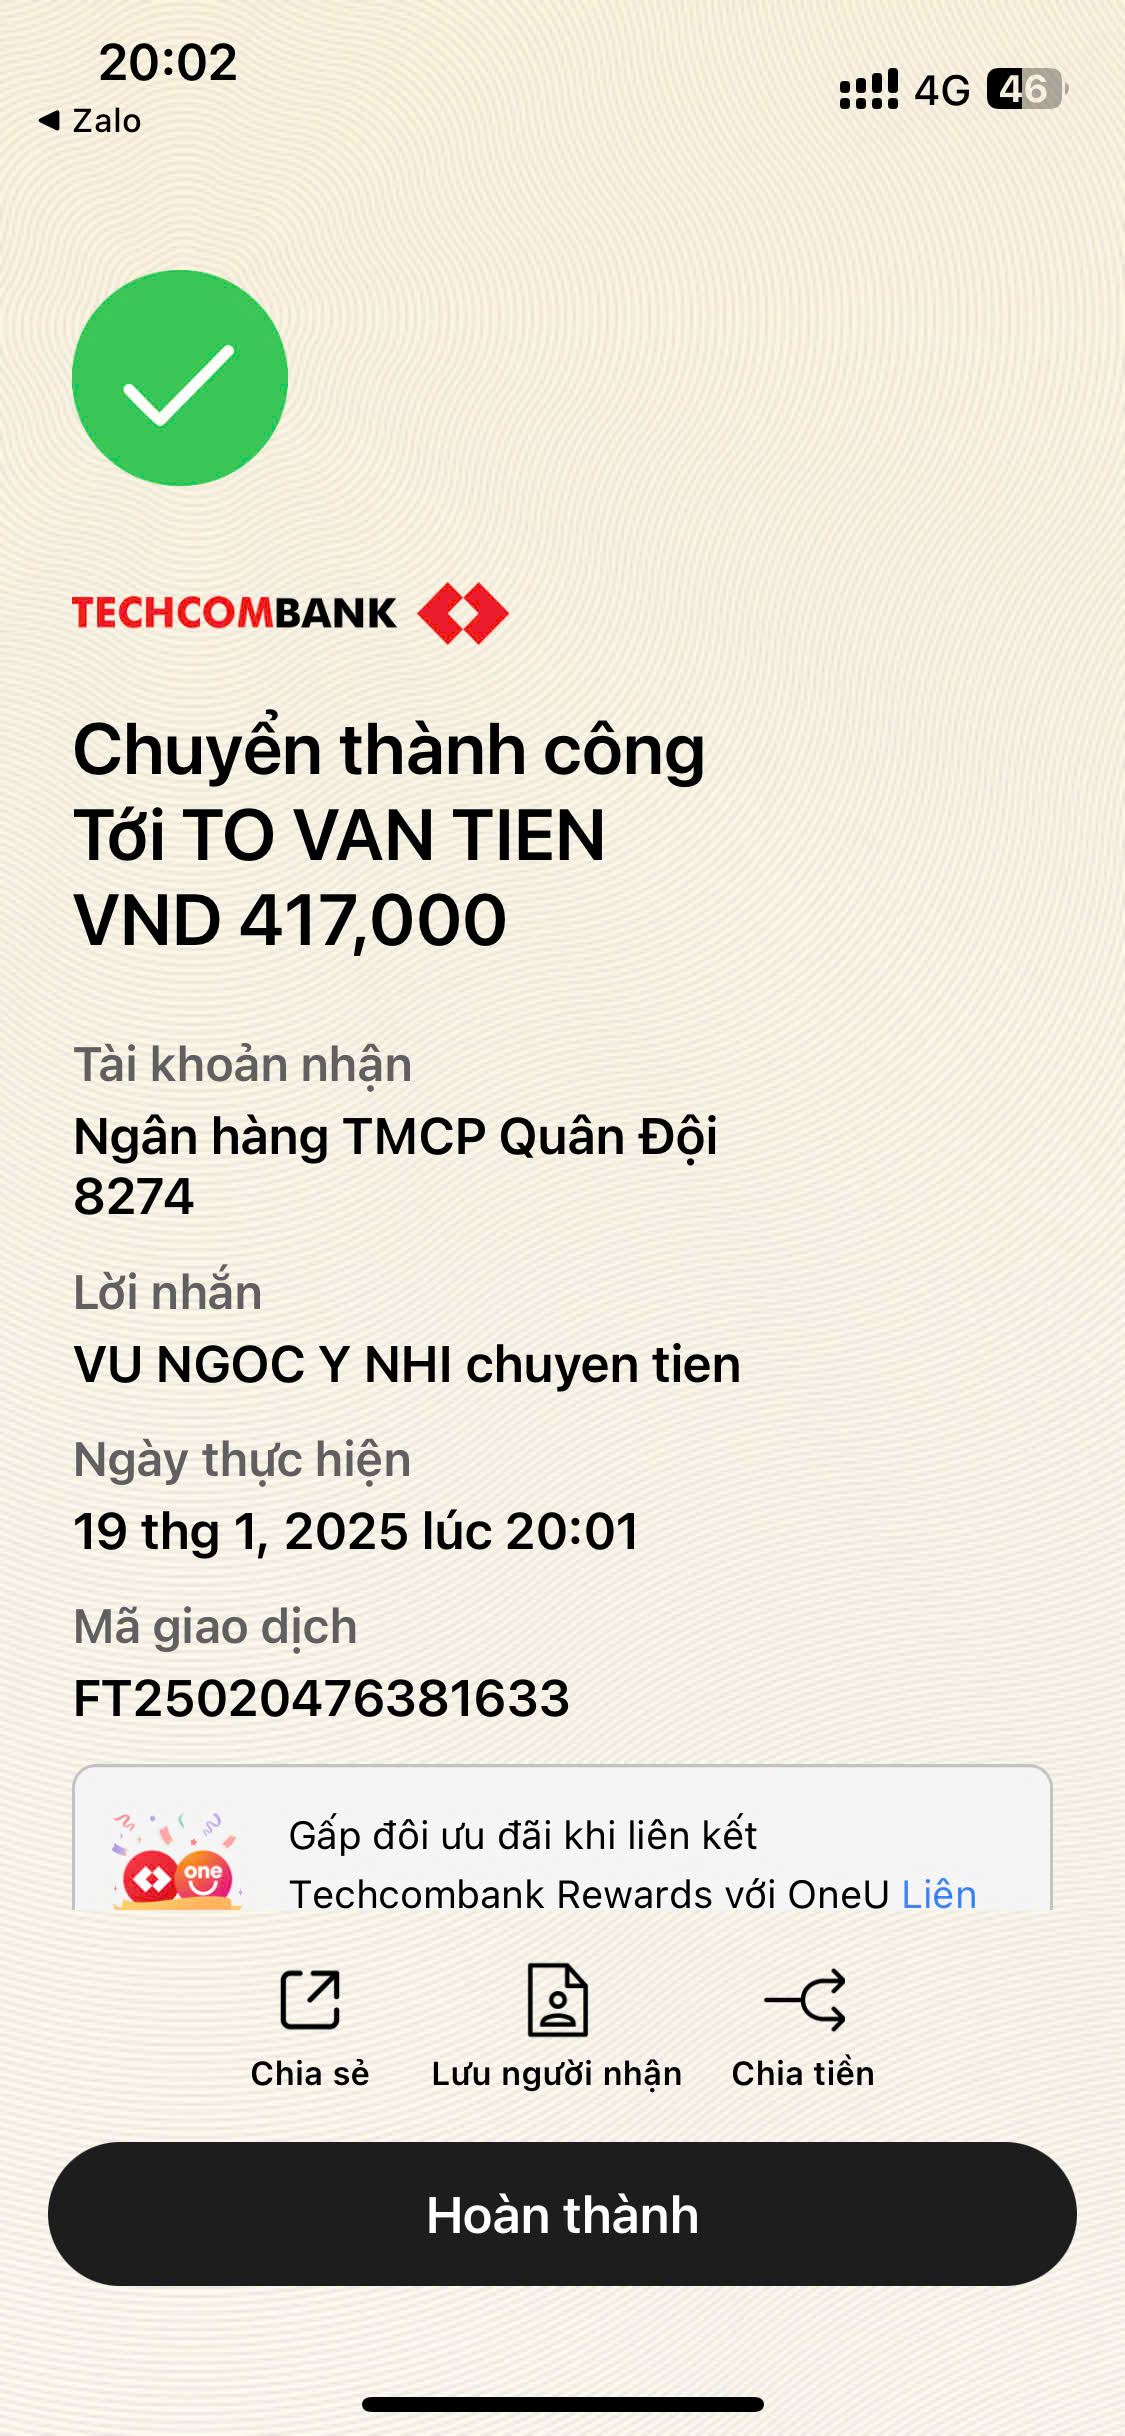 20:02
4G 46
◀ Zalo
TECHCOMBANK
Chuyển thành công
Tới TO VAN TIEN
VND 417,000
Tài khoản nhận
Ngân hàng TMCP Quân Đội
8274
Lời nhắn
VU NGOC Y NHI chuyen tien
Ngày thực hiện
19 thg 1, 2025 lúc 20:01
Mã giao dịch
FT25020476381633
one
Gấp đôi ưu đãi khi liên kết
Techcombank Rewards với OneU Liên
Chia sẻ
Lưu người nhận
Chia tiền
Hoàn thành